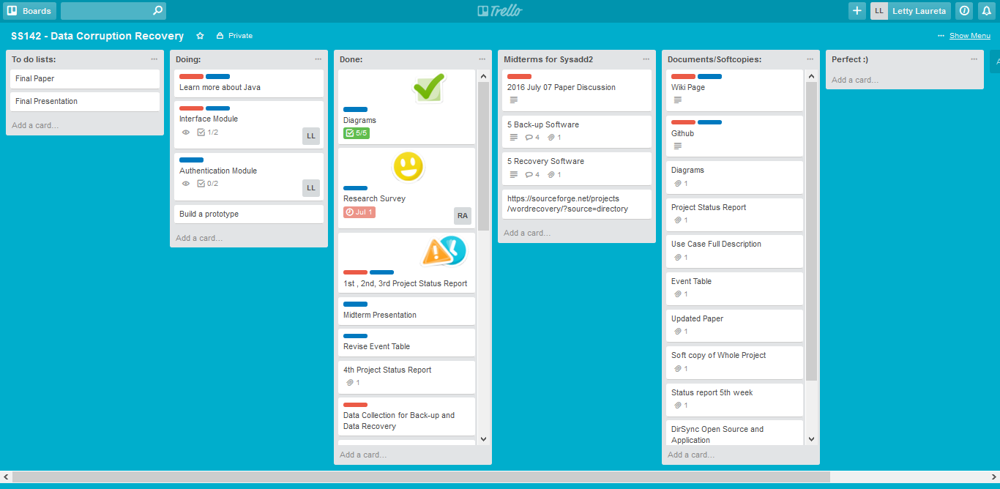 Boards
Trello
LL
Letty Laureta
SS142 - Data Corruption Recovery
Private
Show Menu
To do lists:
Final Paper
Final Presentation
Add a card...
Doing:
Learn more about Java
Interface Module
1/2
LL
Authentication Module
0/2
LL
Build a prototype
Add a card...
Done:
Diagrams
5/5
Research Survey
Jul 1
RA
1st , 2nd, 3rd Project Status Report
Midterm Presentation
Revise Event Table
4th Project Status Report
1
Data Collection for Back-up and
Data Recovery
Add a card...
Midterms for Sysadd2
2016 July 07 Paper Discussion
5 Back-up Software
4 1
5 Recovery Software
4 1
https://sourceforge.net/projects
/wordrecovery/?source=directory
Add a card...
Documents/Softcopies:
Wiki Page
Github
Diagrams
1
Project Status Report
1
Use Case Full Description
1
Event Table
1
Updated Paper
1
Soft copy of Whole Project
1
Status report 5th week
1
DirSync Open Source and
Application
Add a card...
Perfect :)
Add a card...
A